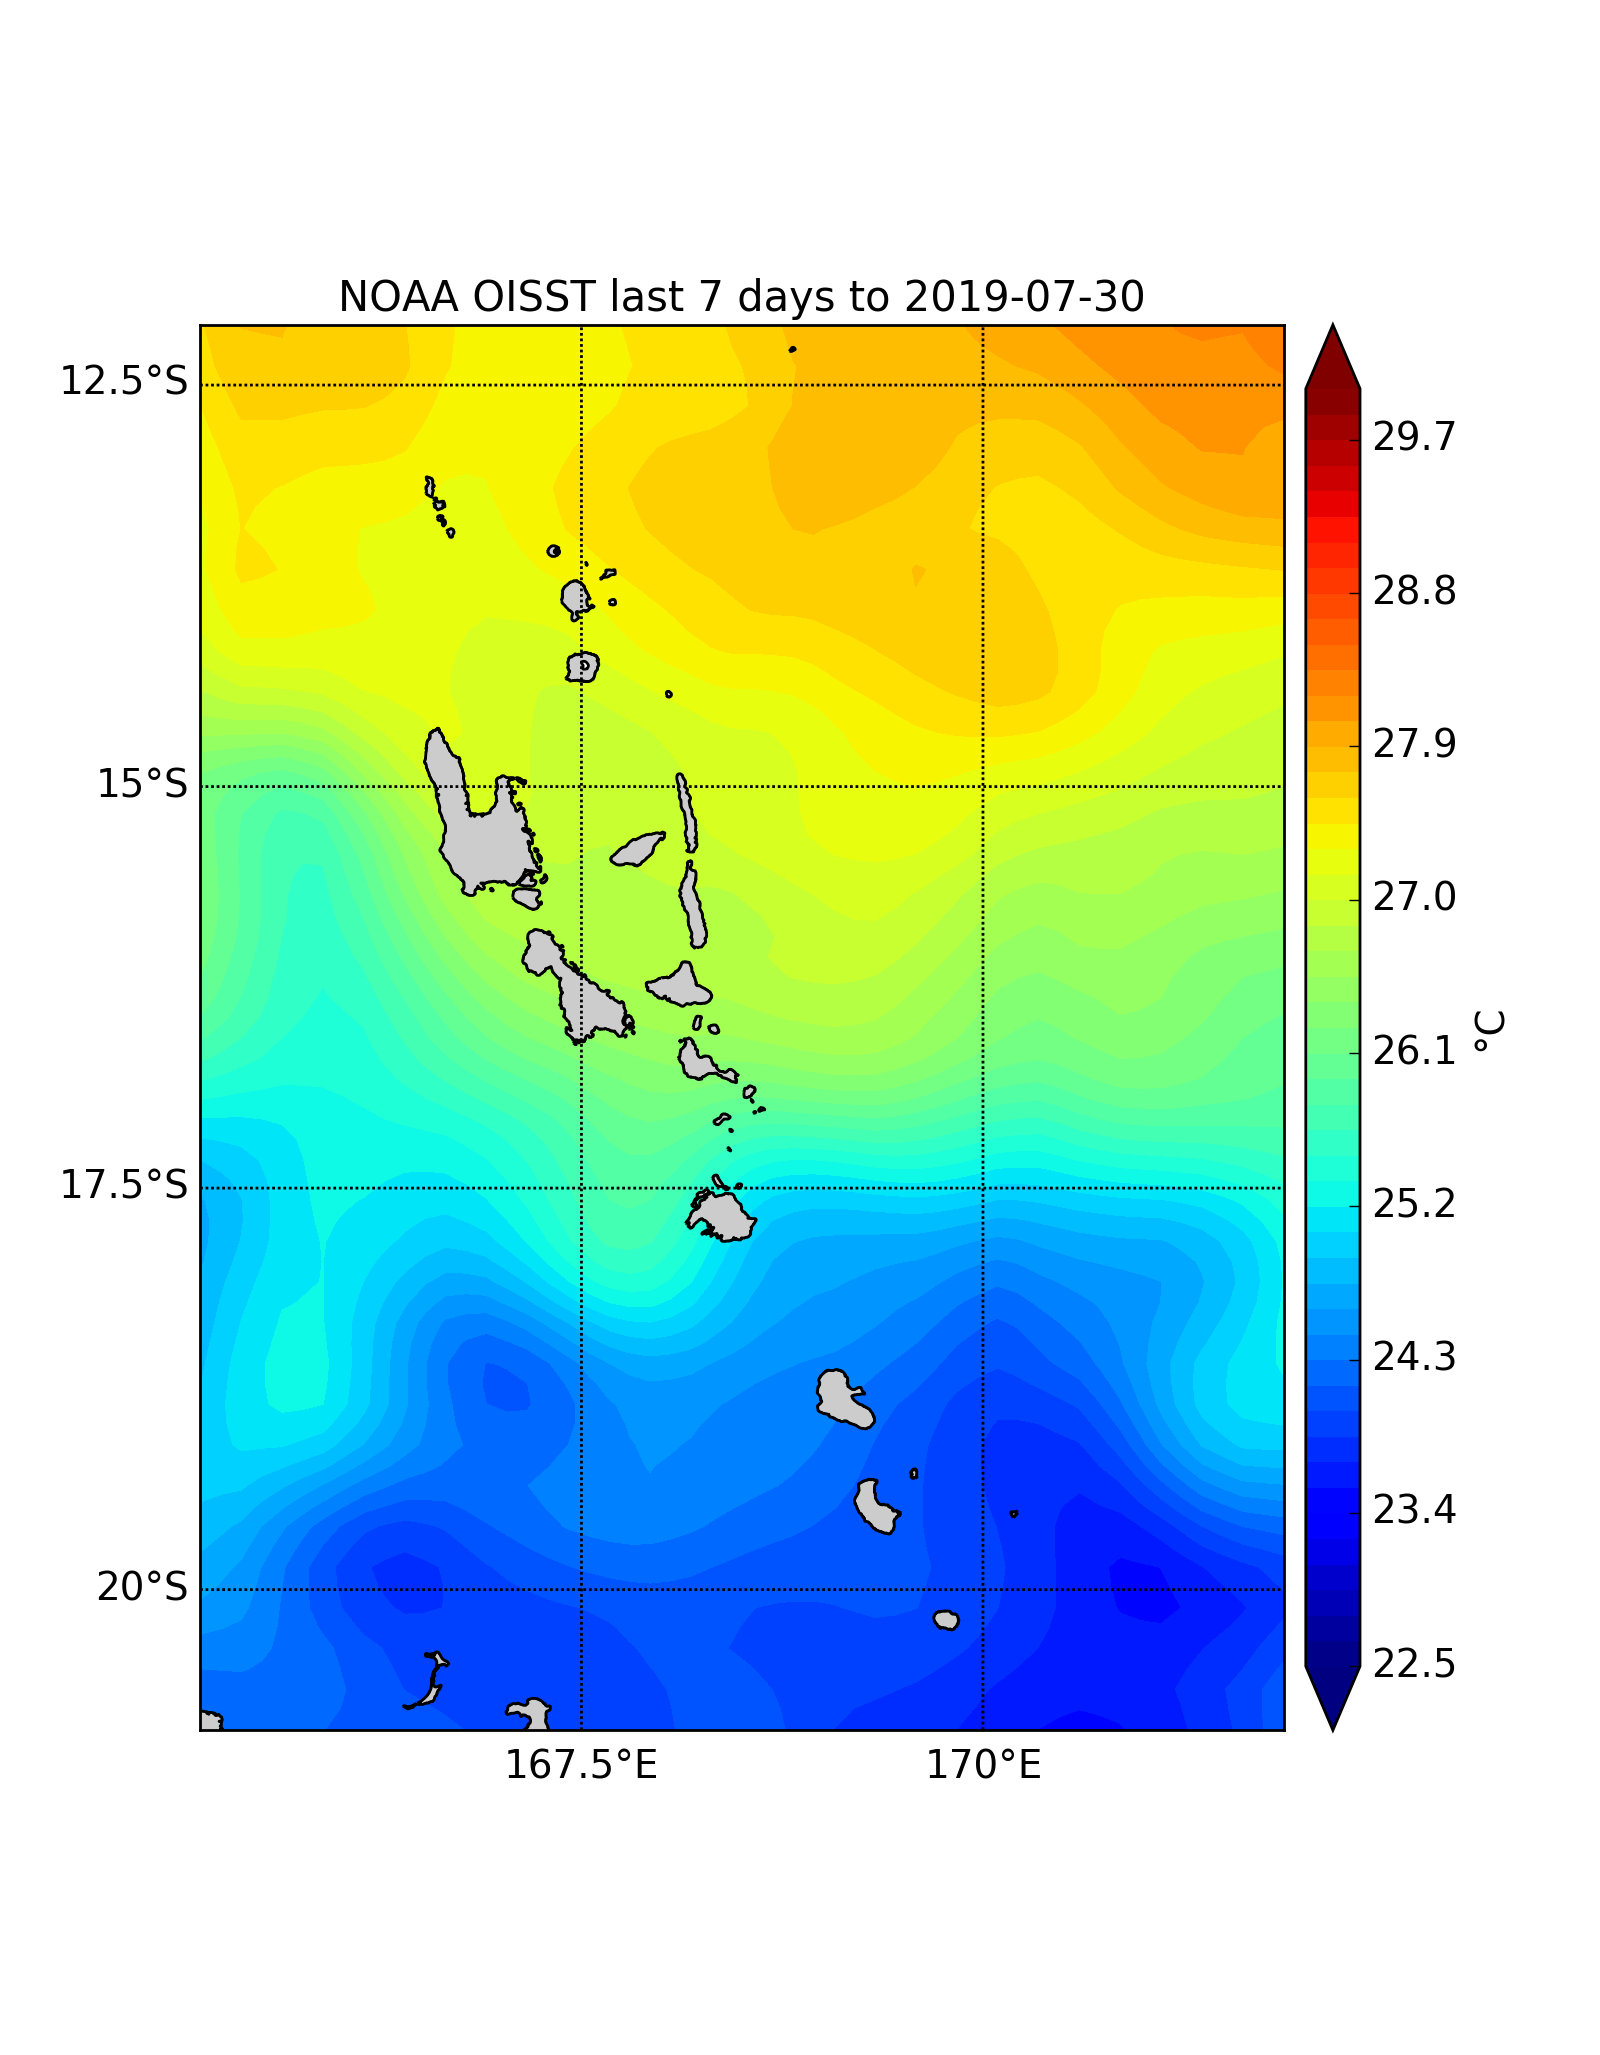 NOAA OISST last 7 days to 2019-07-30
12.5°S
15°S
17.5°S
20°S
167.5°E
170°E
29.7
28.8
27.9
27.0
26.1
25.2
24.3
23.4
22.5
°C